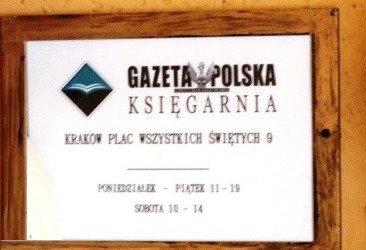 GAZETA POLSKA
KSIĘGARNIA
KRAKÓW PLAC WSZYSTKICH ŚWIĘTYCH 9
PONIEDZIAŁEK - PIĄTEK 11-19
SOBOTA 10 - 14